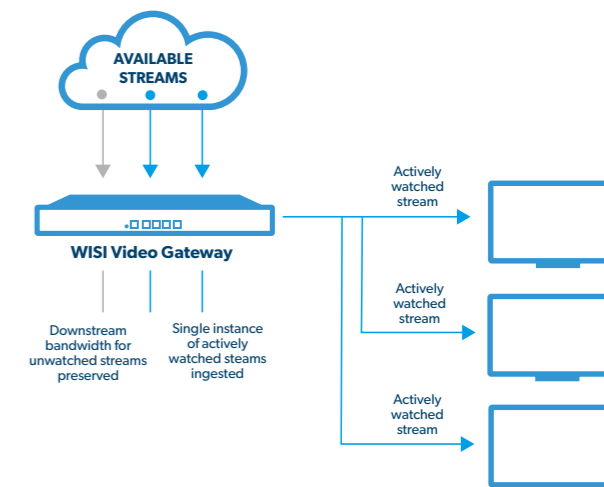 AVAILABLE
STREAMS
WISI Video Gateway
Downstream
bandwidth for
unwatched streams
preserved
Single instance
of actively
watched steams
ingested
Actively
watched
stream
Actively
watched
stream
Actively
watched
stream